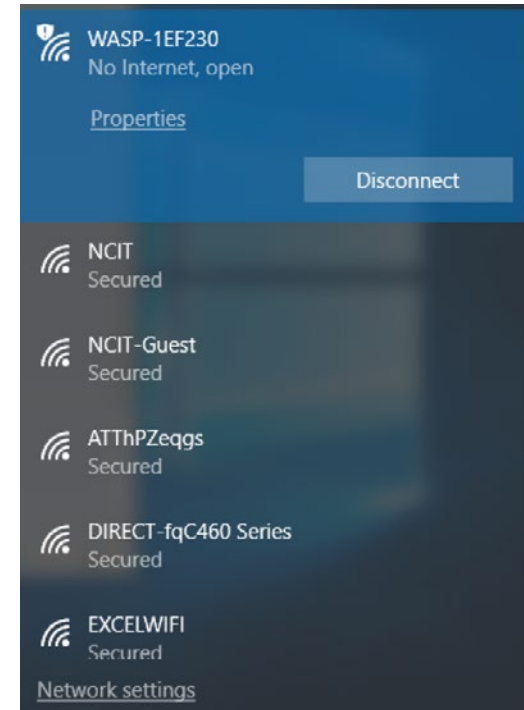 WASP-1EF230
No Internet, open
Properties
Disconnect
NCIT
Secured
NCIT-Guest
Secured
ATThPZeqgs
Secured
DIRECT-fqC460 Series
Secured
EXCELWIFI
Secured
Network settings